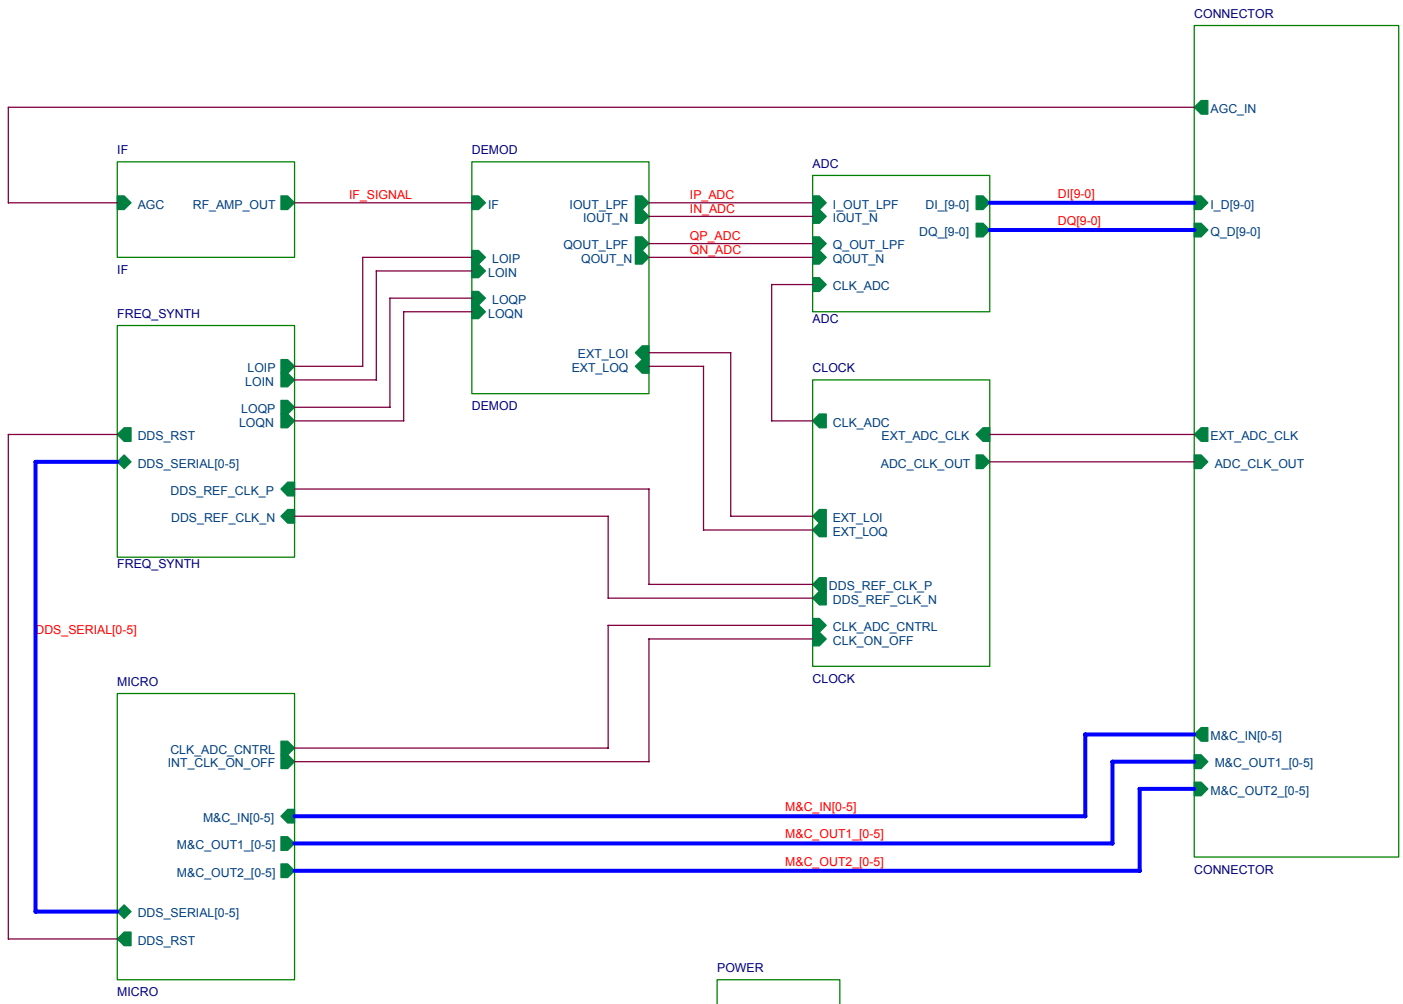 CONNECTOR
AGC_IN
IF
AGC
RF_AMP_OUT
IF
IF_SIGNAL
DEMOD
IF
IOUT_LPF
IOUT_N
QOUT_LPF
QOUT_N
LOIP
LOIN
LOQP
LOQN
EXT_LOI
EXT_LOQ
DEMOD
IP_ADC
IN_ADC
QP_ADC
QN_ADC
ADC
I_OUT_LPF
IOUT_N
Q_OUT_LPF
QOUT_N
CLK_ADC
DI_[9-0]
DQ_[9-0]
ADC
DI[9-0]
DQ[9-0]
I_D[9-0]
Q_D[9-0]
FREQ_SYNTH
LOIP
LOIN
LOQP
LOQN
DDS_RST
DDS_SERIAL[0-5]
DDS_REF_CLK_P
DDS_REF_CLK_N
FREQ_SYNTH
CLOCK
CLK_ADC
EXT_ADC_CLK
ADC_CLK_OUT
EXT_LOI
EXT_LOQ
DDS_REF_CLK_P
DDS_REF_CLK_N
CLK_ADC_CNTRL
CLK_ON_OFF
CLOCK
EXT_ADC_CLK
ADC_CLK_OUT
DDS_SERIAL[0-5]
MICRO
CLK_ADC_CNTRL
INT_CLK_ON_OFF
M&C_IN[0-5]
M&C_OUT1_[0-5]
M&C_OUT2_[0-5]
DDS_SERIAL[0-5]
DDS_RST
MICRO
M&C_IN[0-5]
M&C_OUT1_[0-5]
M&C_OUT2_[0-5]
M&C_IN[0-5]
M&C_OUT1_[0-5]
M&C_OUT2_[0-5]
CONNECTOR
POWER